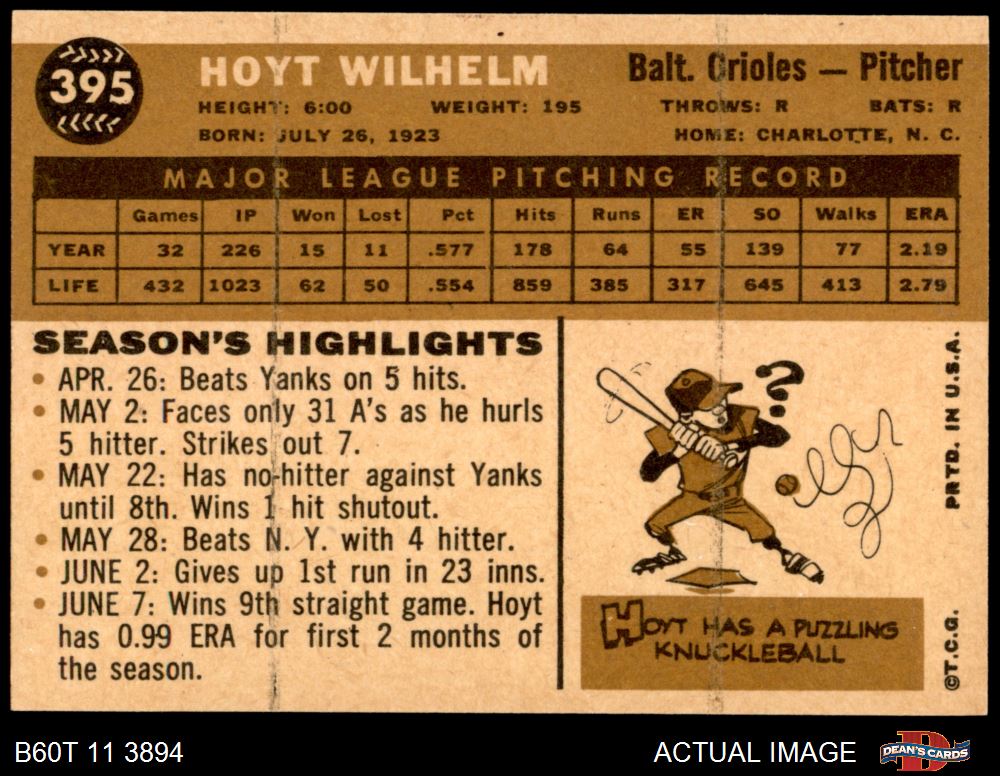 395
HOYT WILHELM
Balt. Orioles — Pitcher
HEIGHT: 6:00 WEIGHT: 195 THROWS: R BATS: R
BORN: JULY 26, 1923 HOME: CHARLOTTE, N. C.
MAJOR LEAGUE PITCHING RECORD
Games IP Won Lost Pct Hits Runs ER SO Walks ERA
YEAR 32 226 15 11 .577 178 64 55 139 77 2.19
LIFE 432 1023 62 50 .554 859 385 317 645 413 2.79
SEASON'S HIGHLIGHTS
• APR. 26: Beats Yanks on 5 hits.
• MAY 2: Faces only 31 A's as he hurls
5 hitter. Strikes out 7.
• MAY 22: Has no-hitter against Yanks
until 8th. Wins 1 hit shutout.
• MAY 28: Beats N. Y. with 4 hitter.
• JUNE 2: Gives up 1st run in 23 inns.
• JUNE 7: Wins 9th straight game. Hoyt
has 0.99 ERA for first 2 months of
the season.
?
HOYT HAS A PUZZLING
KNUCKLEBALL
©T.C.G. PRTD. IN U.S.A.
B60T 11 3894
ACTUAL IMAGE
D
DEAN'S CARDS